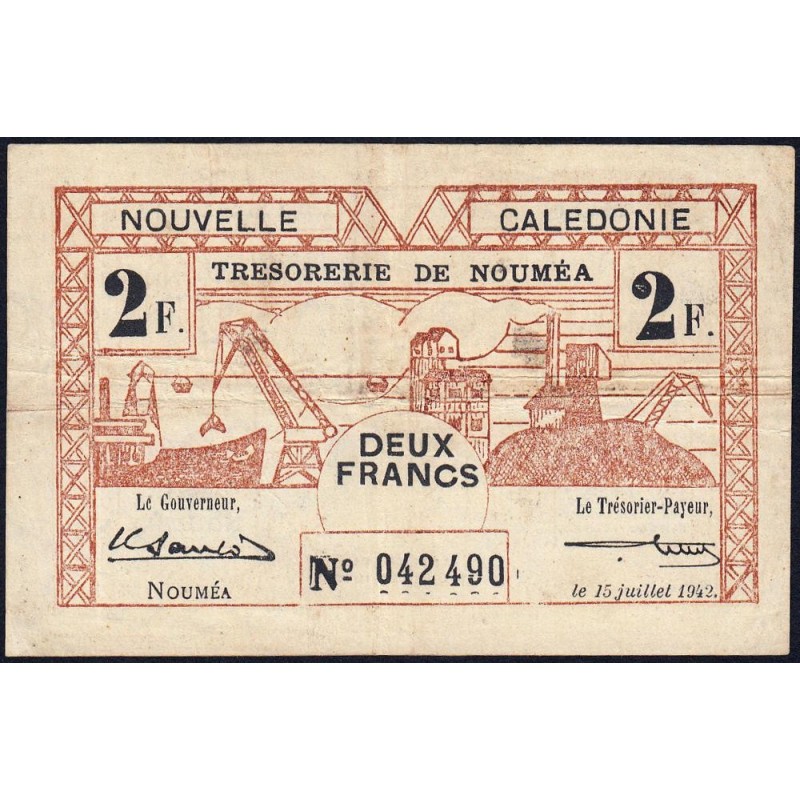 NOUVELLE CALEDONIE
TRESORERIE DE NOUMÉA
2F. 2F.
DEUX
FRANCS
Le Gouverneur, Le Trésorier-Payeur,
Nº 042490
NOUMÉA le 15 juillet 1942.